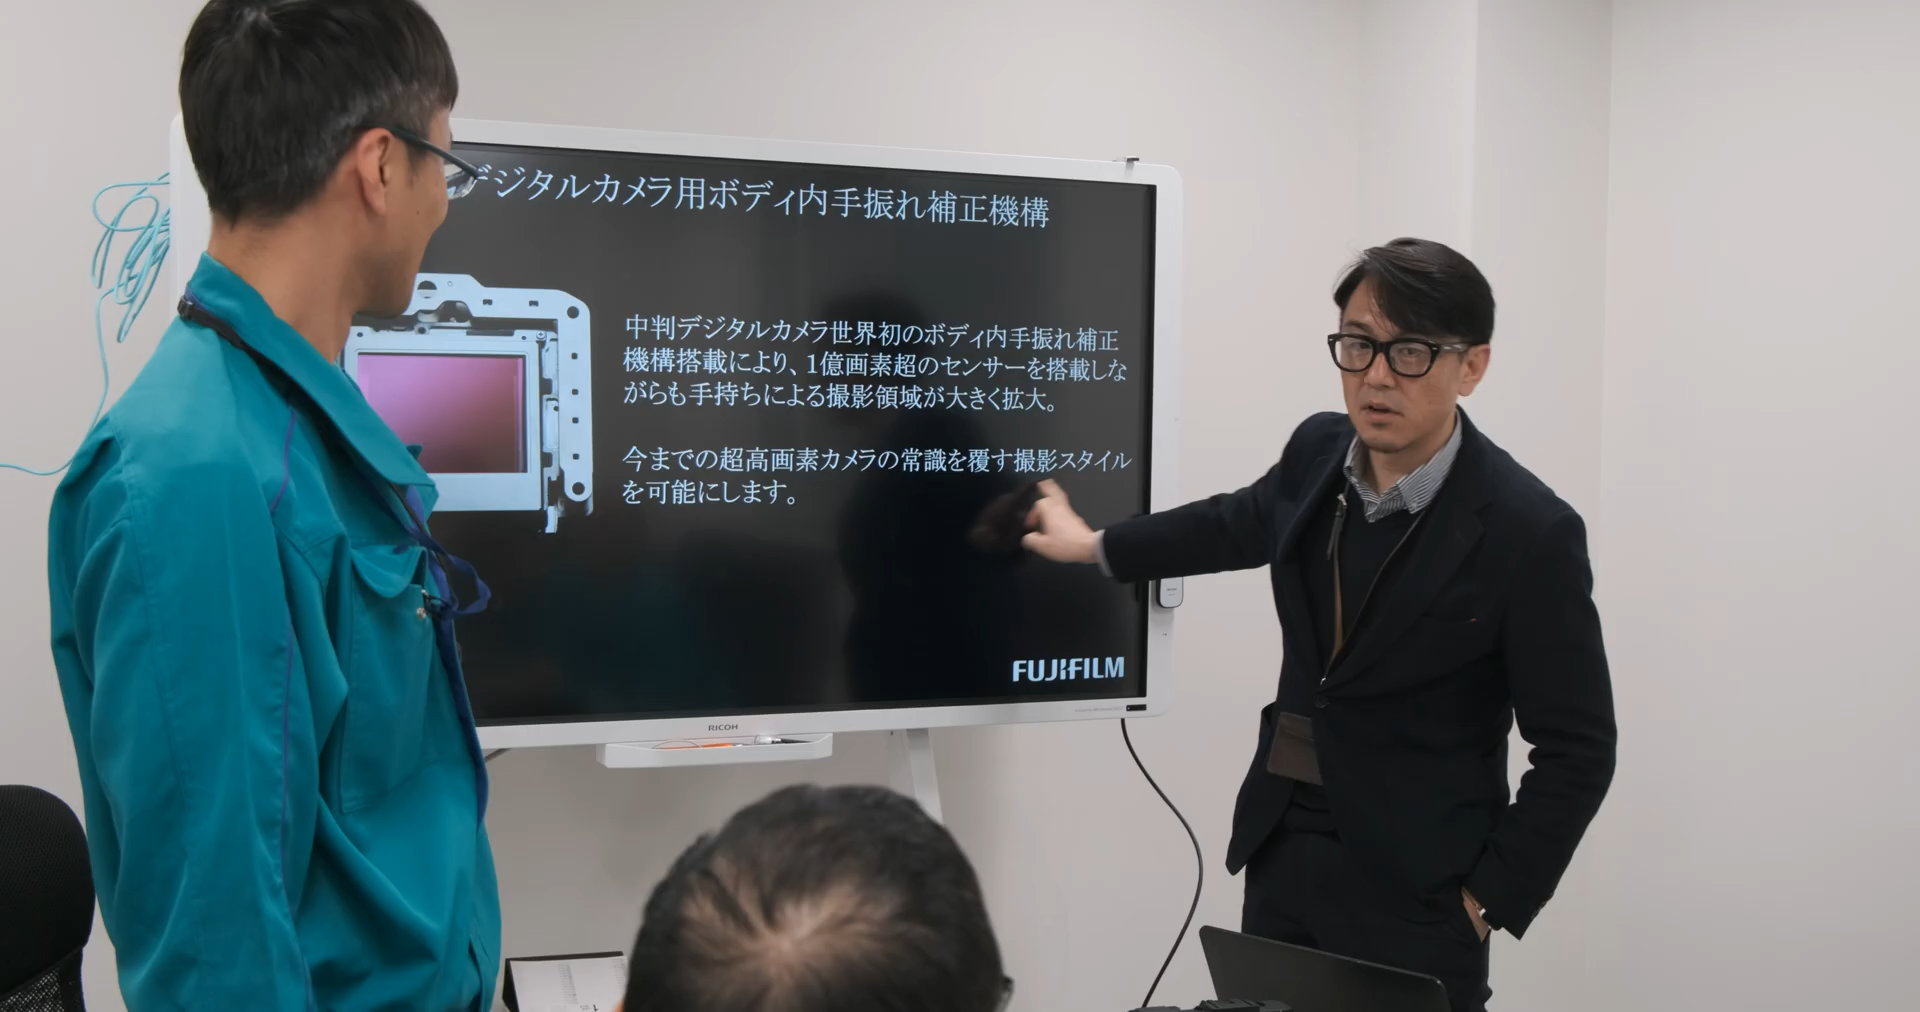 デジタルカメラ用ボディ内手振れ補正機構
中判デジタルカメラ世界初のボディ内手振れ補正
機構搭載により、1億画素超のセンサーを搭載しな
がらも手持ちによる撮影領域が大きく拡大。
今までの超高画素カメラの常識を覆す撮影スタイル
を可能にします。
FUJIFILM
RICOH